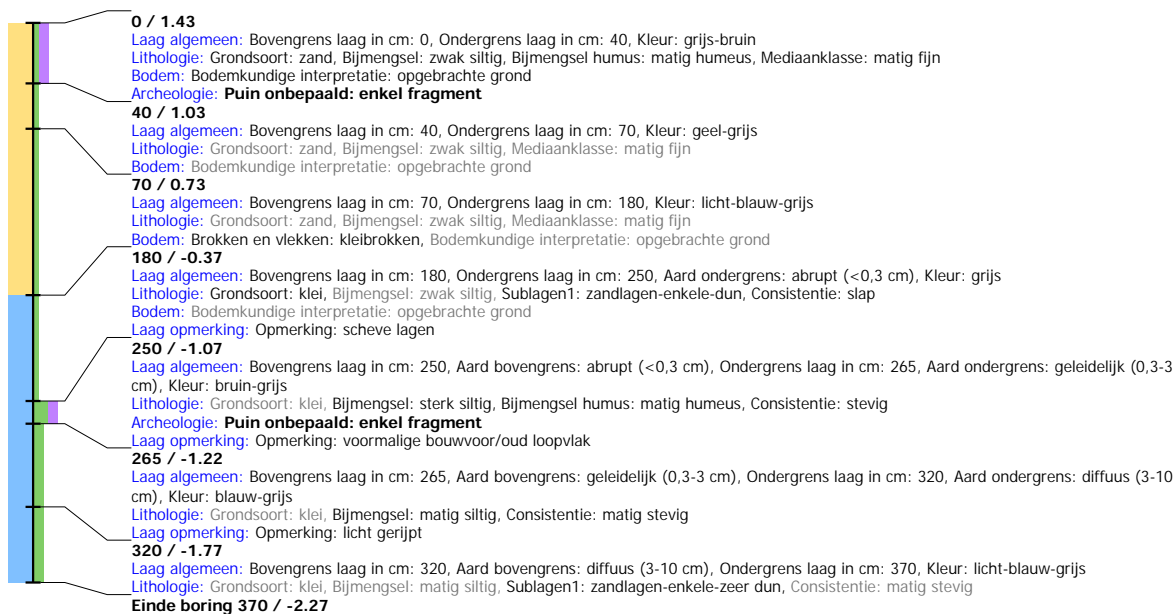 0 / 1.43
Laag algemeen: Bovengrens laag in cm: 0, Ondergrens laag in cm: 40, Kleur: grijs-bruin
Lithologie: Grondsoort: zand, Bijmengsel: zwak siltig, Bijmengsel humus: matig humeus, Mediaanklasse: matig fijn
Bodem: Bodemkundige interpretatie: opgebrachte grond
Archeologie: Puin onbepaald: enkel fragment
40 / 1.03
Laag algemeen: Bovengrens laag in cm: 40, Ondergrens laag in cm: 70, Kleur: geel-grijs
Lithologie: Grondsoort: zand, Bijmengsel: zwak siltig, Mediaanklasse: matig fijn
Bodem: Bodemkundige interpretatie: opgebrachte grond
70 / 0.73
Laag algemeen: Bovengrens laag in cm: 70, Ondergrens laag in cm: 180, Kleur: licht-blauw-grijs
Lithologie: Grondsoort: zand, Bijmengsel: zwak siltig, Mediaanklasse: matig fijn
Bodem: Brokken en vlekken: kleibrokken, Bodemkundige interpretatie: opgebrachte grond
180 / -0.37
Laag algemeen: Bovengrens laag in cm: 180, Ondergrens laag in cm: 250, Aard ondergrens: abrupt (<0,3 cm), Kleur: grijs
Lithologie: Grondsoort: klei, Bijmengsel: zwak siltig, Sublagen1: zandlagen-enkele-dun, Consistentie: slap
Bodem: Bodemkundige interpretatie: opgebrachte grond
Laag opmerking: Opmerking: scheve lagen
250 / -1.07
Laag algemeen: Bovengrens laag in cm: 250, Aard bovengrens: abrupt (<0,3 cm), Ondergrens laag in cm: 265, Aard ondergrens: geleidelijk (0,3-3
cm), Kleur: bruin-grijs
Lithologie: Grondsoort: klei, Bijmengsel: sterk siltig, Bijmengsel humus: matig humeus, Consistentie: stevig
Archeologie: Puin onbepaald: enkel fragment
Laag opmerking: Opmerking: voormalige bouwvoor/oud loopvlak
265 / -1.22
Laag algemeen: Bovengrens laag in cm: 265, Aard bovengrens: geleidelijk (0,3-3 cm), Ondergrens laag in cm: 320, Aard ondergrens: diffuus (3-10
cm), Kleur: blauw-grijs
Lithologie: Grondsoort: klei, Bijmengsel: matig siltig, Consistentie: matig stevig
Laag opmerking: Opmerking: licht gerijpt
320 / -1.77
Laag algemeen: Bovengrens laag in cm: 320, Aard bovengrens: diffuus (3-10 cm), Ondergrens laag in cm: 370, Kleur: licht-blauw-grijs
Lithologie: Grondsoort: klei, Bijmengsel: matig siltig, Sublagen1: zandlagen-enkele-zeer dun, Consistentie: matig stevig
Einde boring 370 / -2.27